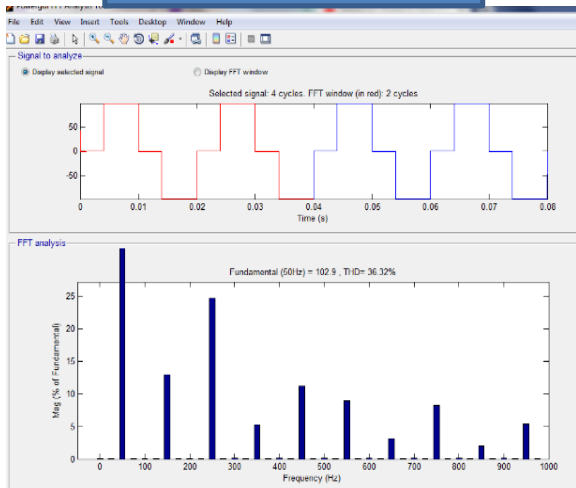 File Edit View Insert Tools Desktop Window Help
Signal to analyze
Display selected signal Display FFT window
Selected signal: 4 cycles. FFT window (in red): 2 cycles
50
0
-50
0 0.01 0.02 0.03 0.04 0.05 0.06 0.07 0.08
Time (s)
FFT analysis
Fundamental (50Hz) = 102.9 , THD= 36.32%
25
20
15
10
5
0
Mag (% of Fundamental)
0 100 200 300 400 500 600 700 800 900 1000
Frequency (Hz)